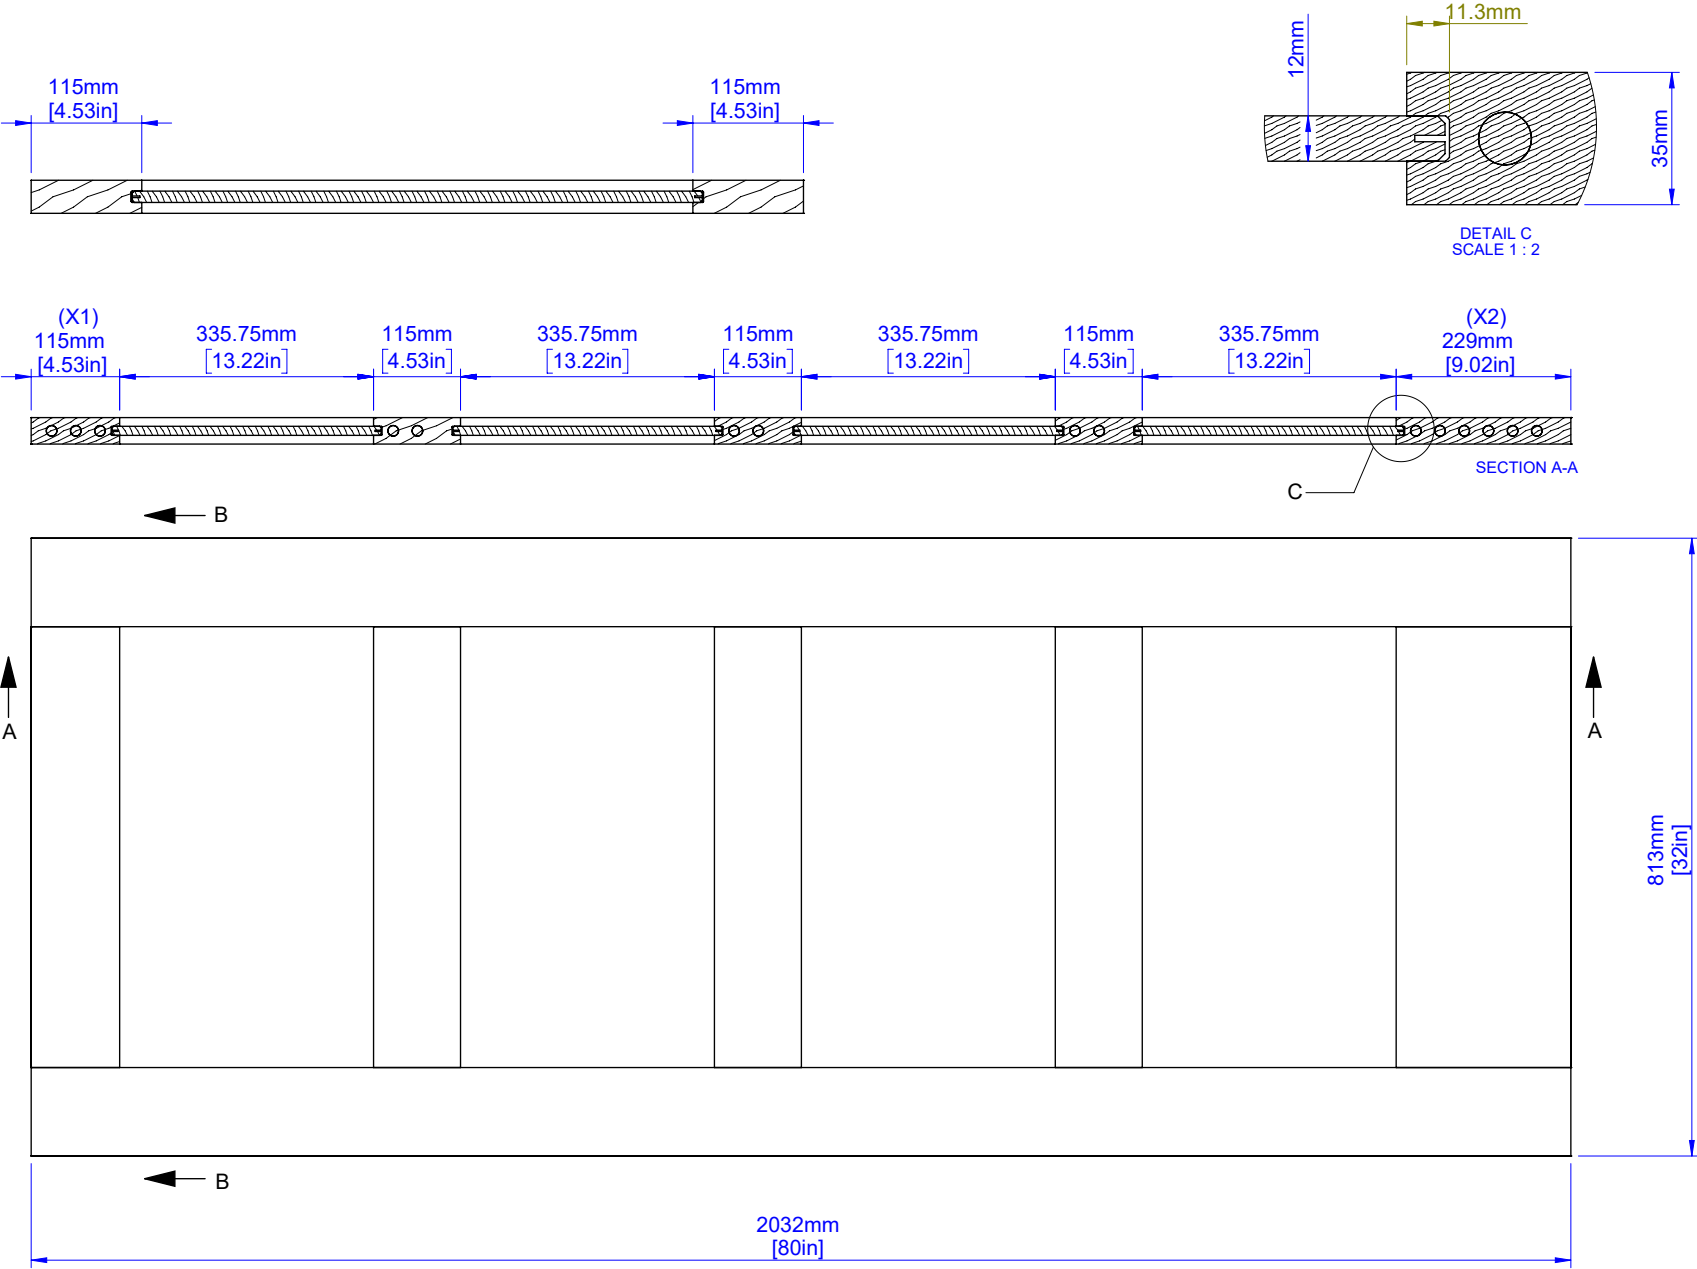 11.3mm
12mm
35mm
DETAIL C
SCALE 1 : 2
115mm
[4.53in]
115mm
[4.53in]
(X1)
115mm
[4.53in]
335.75mm
[13.22in]
115mm
[4.53in]
335.75mm
[13.22in]
115mm
[4.53in]
335.75mm
[13.22in]
115mm
[4.53in]
335.75mm
[13.22in]
(X2)
229mm
[9.02in]
SECTION A-A
C
B
A
A
813mm
[32in]
B
2032mm
[80in]